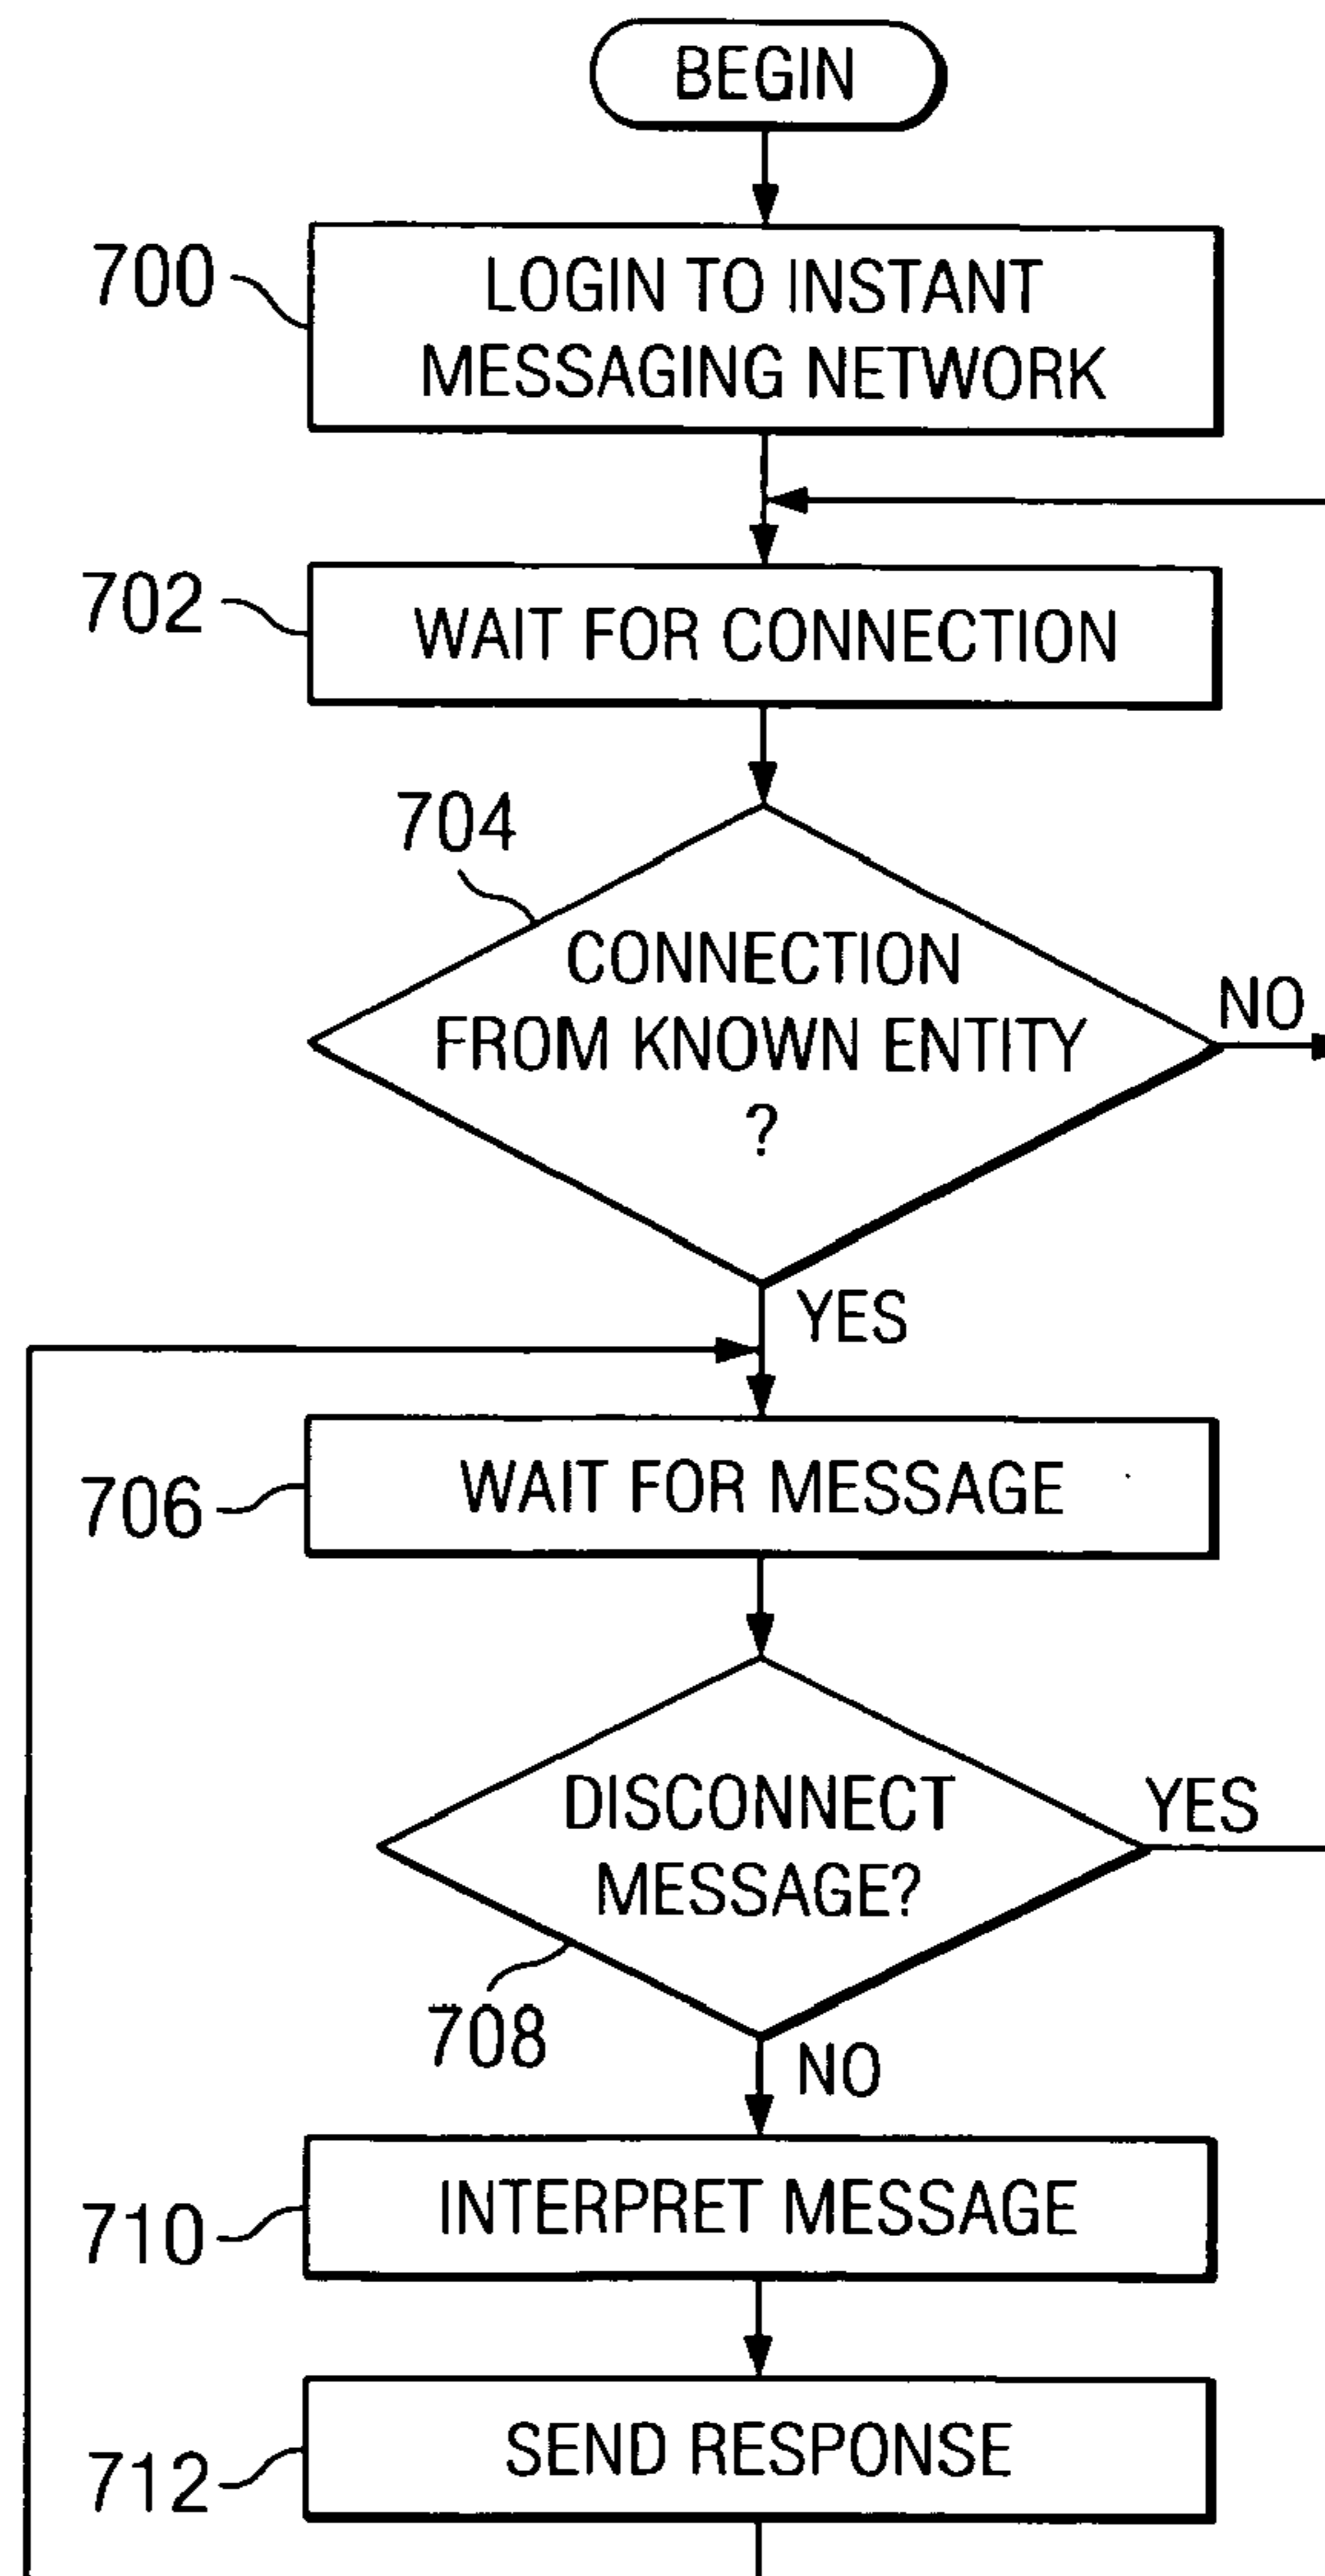 BEGIN
700
LOGIN TO INSTANT
MESSAGING NETWORK
702
WAIT FOR CONNECTION
704
CONNECTION
FROM KNOWN ENTITY
?
NO
YES
706
WAIT FOR MESSAGE
DISCONNECT
MESSAGE?
YES
708
NO
710
INTERPRET MESSAGE
712
SEND RESPONSE